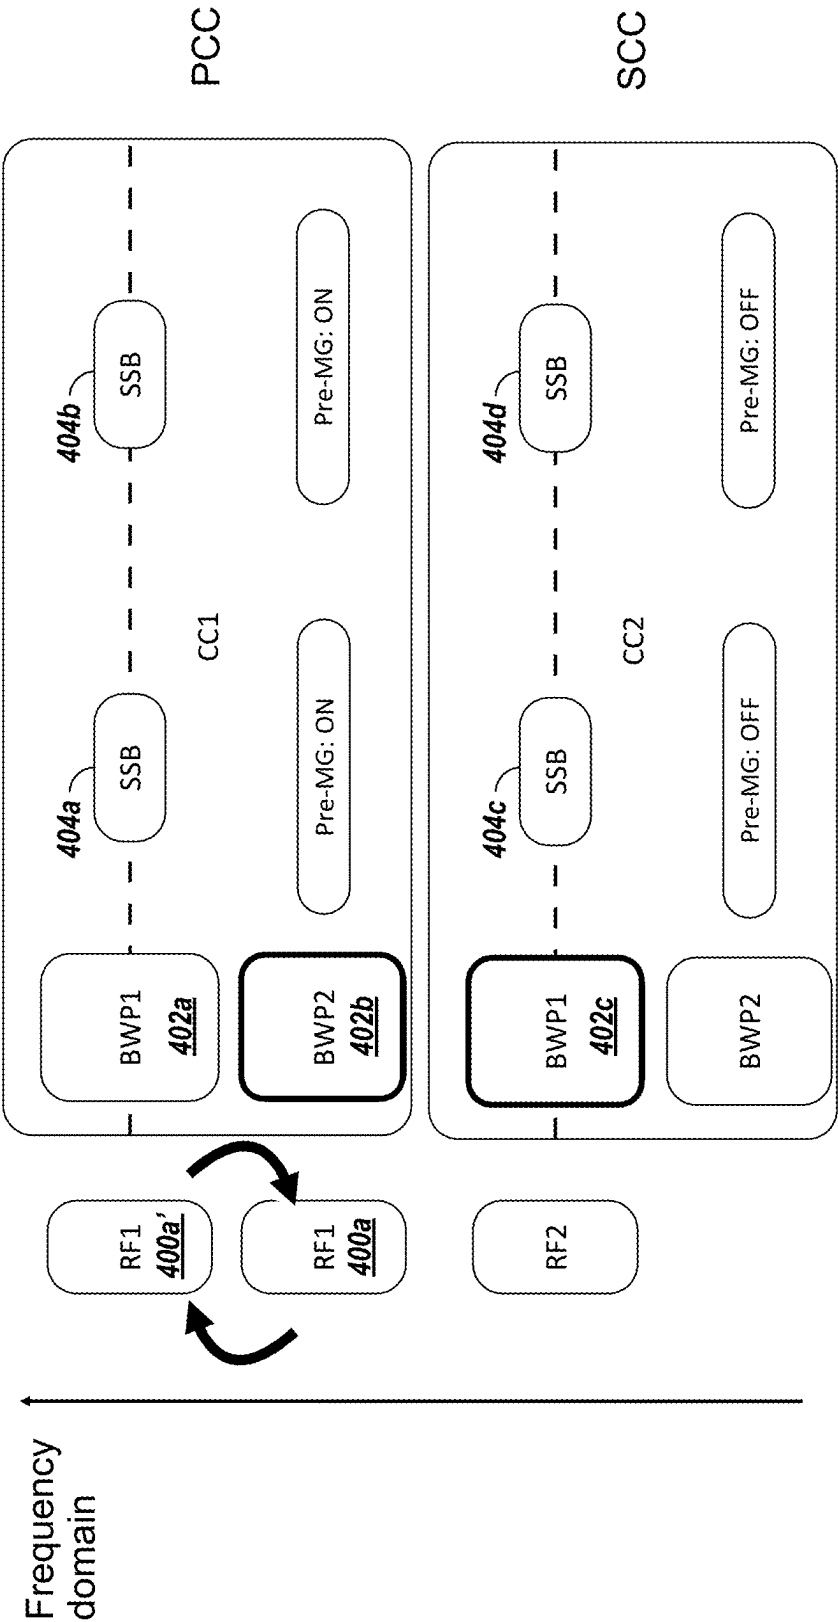 Frequency
domain
RF1
400a'
RF1
400a
RF2
BWP1
402a
BWP2
402b
404a
SSB
404b
SSB
CC1
Pre-MG: ON
Pre-MG: ON
PCC
BWP1
402c
BWP2
404c
SSB
404d
SSB
CC2
Pre-MG: OFF
Pre-MG: OFF
SCC